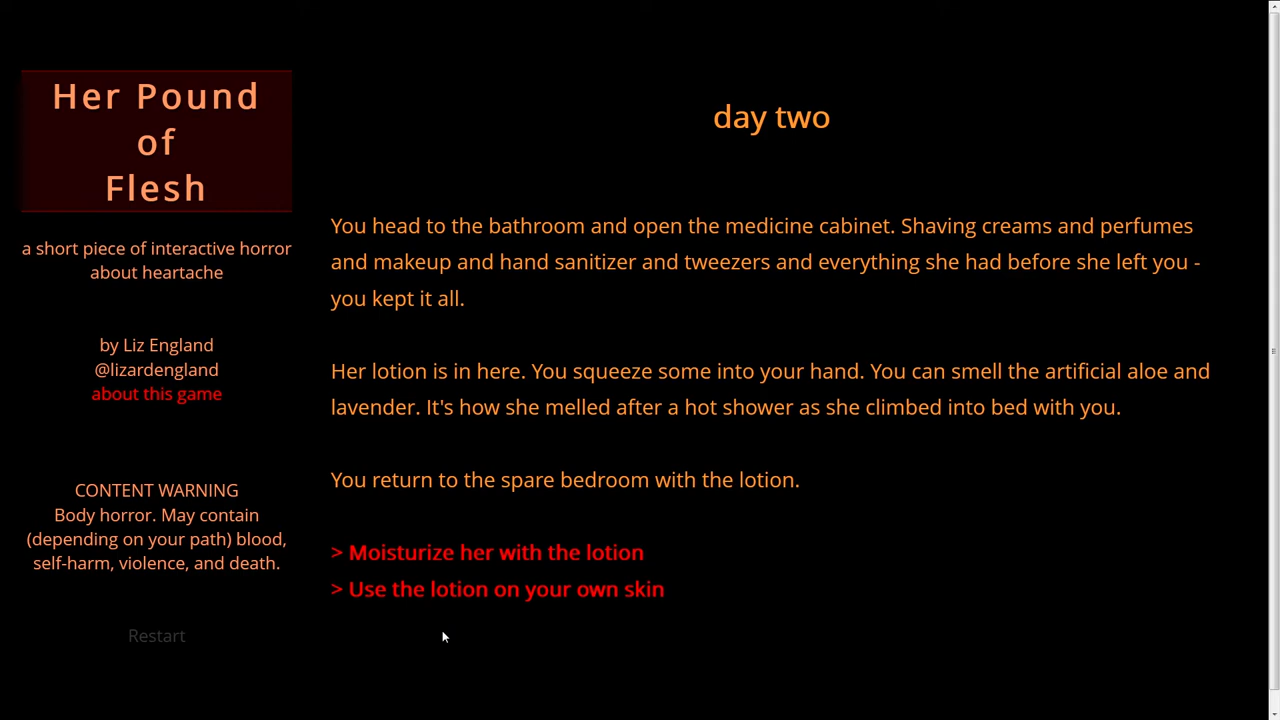 Her Pound
of
Flesh
a short piece of interactive horror
about heartache
by Liz England
@lizardengland
about this game
CONTENT WARNING
Body horror. May contain
(depending on your path) blood,
self-harm, violence, and death.
Restart
day two
You head to the bathroom and open the medicine cabinet. Shaving creams and perfumes
and makeup and hand sanitizer and tweezers and everything she had before she left you -
you kept it all.
Her lotion is in here. You squeeze some into your hand. You can smell the artificial aloe and
lavender. It's how she melled after a hot shower as she climbed into bed with you.
You return to the spare bedroom with the lotion.
> Moisturize her with the lotion
> Use the lotion on your own skin